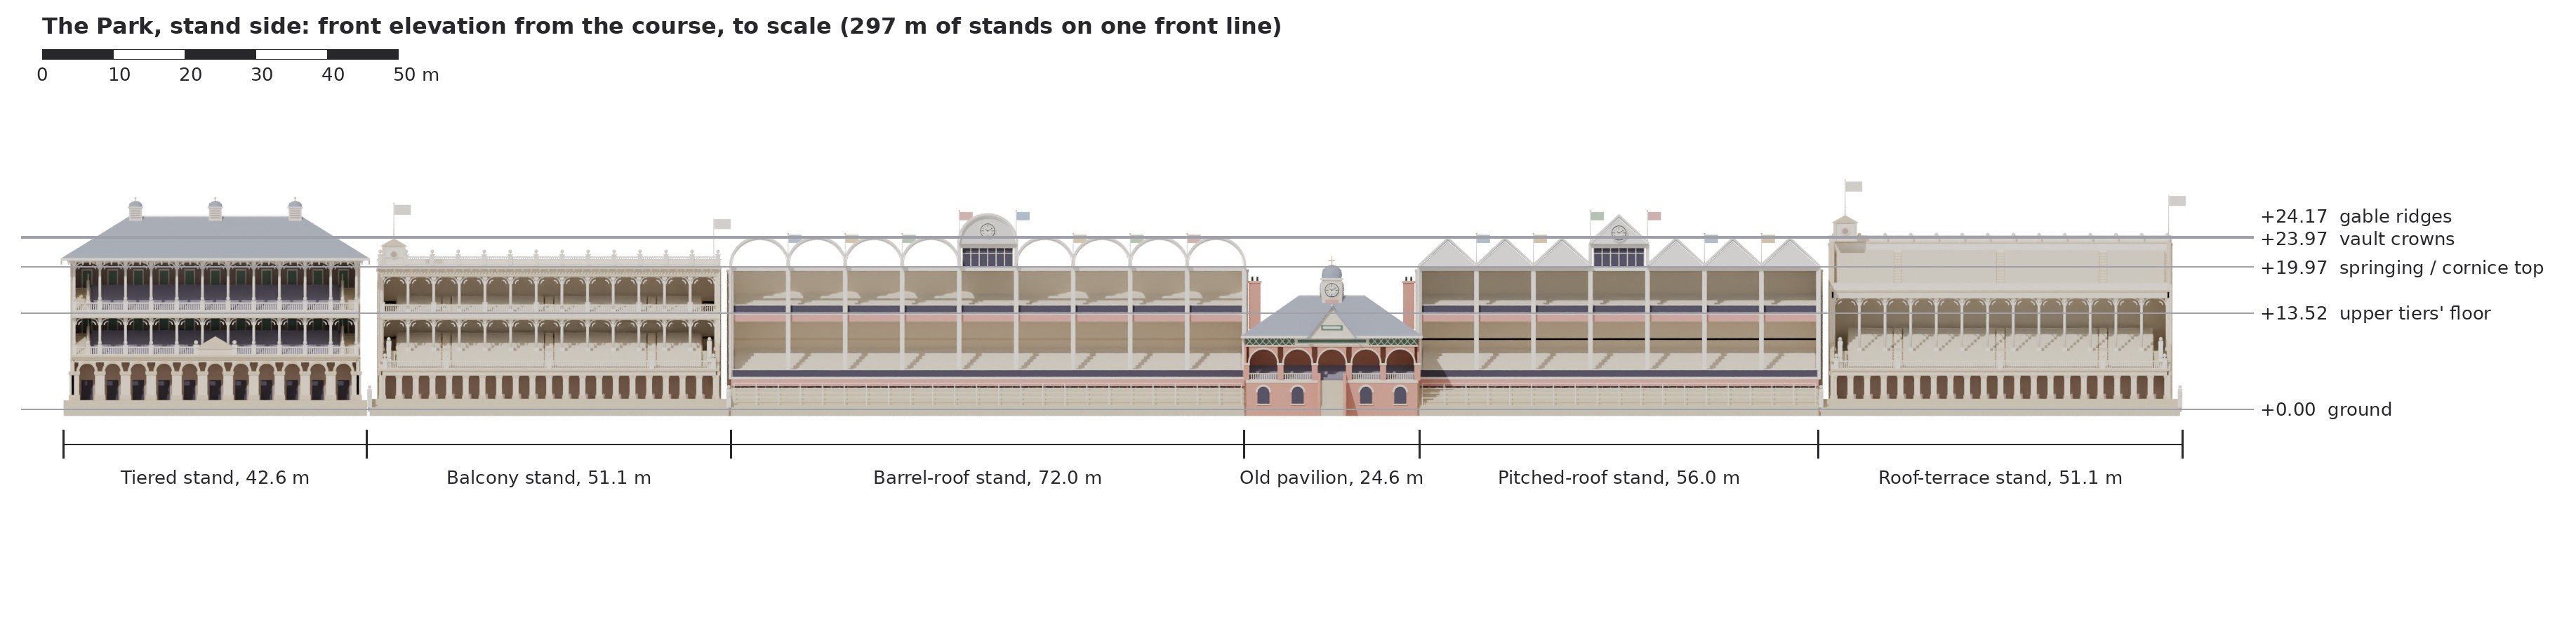 The Park, stand side: front elevation from the course, to scale (297 m of stands on one front line)
0 10 20 30 40 50 m
+24.17 gable ridges
+23.97 vault crowns
+19.97 springing / cornice top
+13.52 upper tiers' floor
+0.00 ground
Tiered stand, 42.6 m
Balcony stand, 51.1 m
Barrel-roof stand, 72.0 m
Old pavilion, 24.6 m
Pitched-roof stand, 56.0 m
Roof-terrace stand, 51.1 m